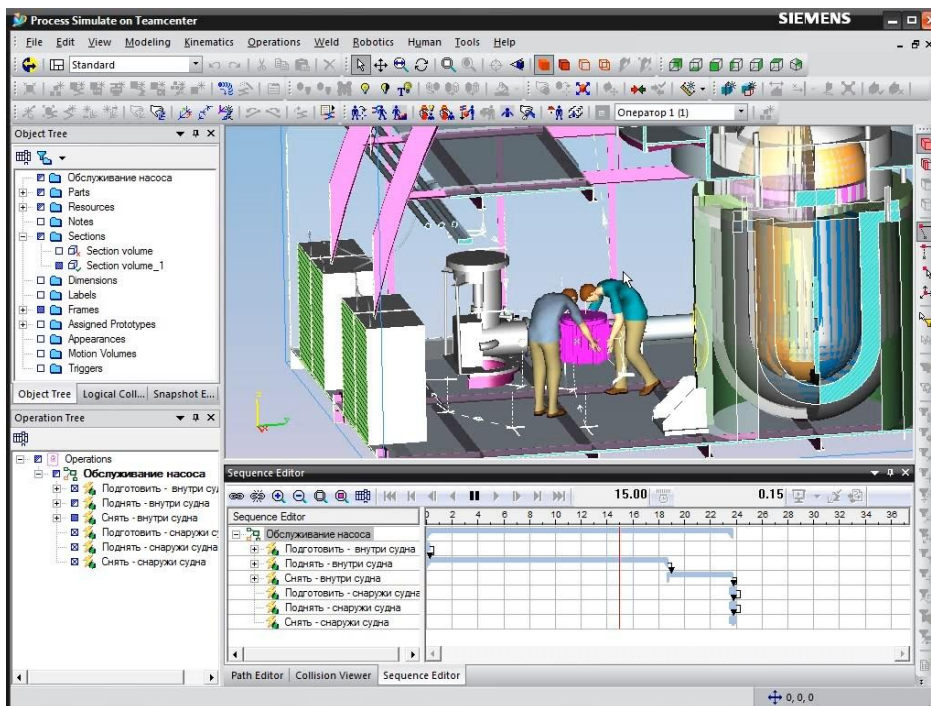 Process Simulate on Teamcenter
SIEMENS
File Edit View Modeling Kinematics Operations Weld Robotics Human Tools Help
Standard
Оператор 1 (1)
Object Tree
Обслуживание насоса
Parts
Resources
Notes
Sections
Section volume
Section volume_1
Dimensions
Labels
Frames
Assigned Prototypes
Appearances
Motion Volumes
Triggers
Object Tree Logical Coll... Snapshot E...
Operation Tree
Operations
Обслуживание насоса
Подготовить - внутри суд
Поднять - внутри судна
Снять - внутри судна
Подготовить - снаружи с
Поднять - снаружи судна
Снять - снаружи судна
Sequence Editor
15.00 0.15
Sequence Editor 0 2 4 6 8 10 12 14 16 18 20 22 24 26 28 30 32 34 36
Обслуживание насоса
Подготовить - внутри судна
Поднять - внутри судна
Снять - внутри судна
Подготовить - снаружи судна
Поднять - снаружи судна
Снять - снаружи судна
Path Editor Collision Viewer Sequence Editor
0, 0, 0